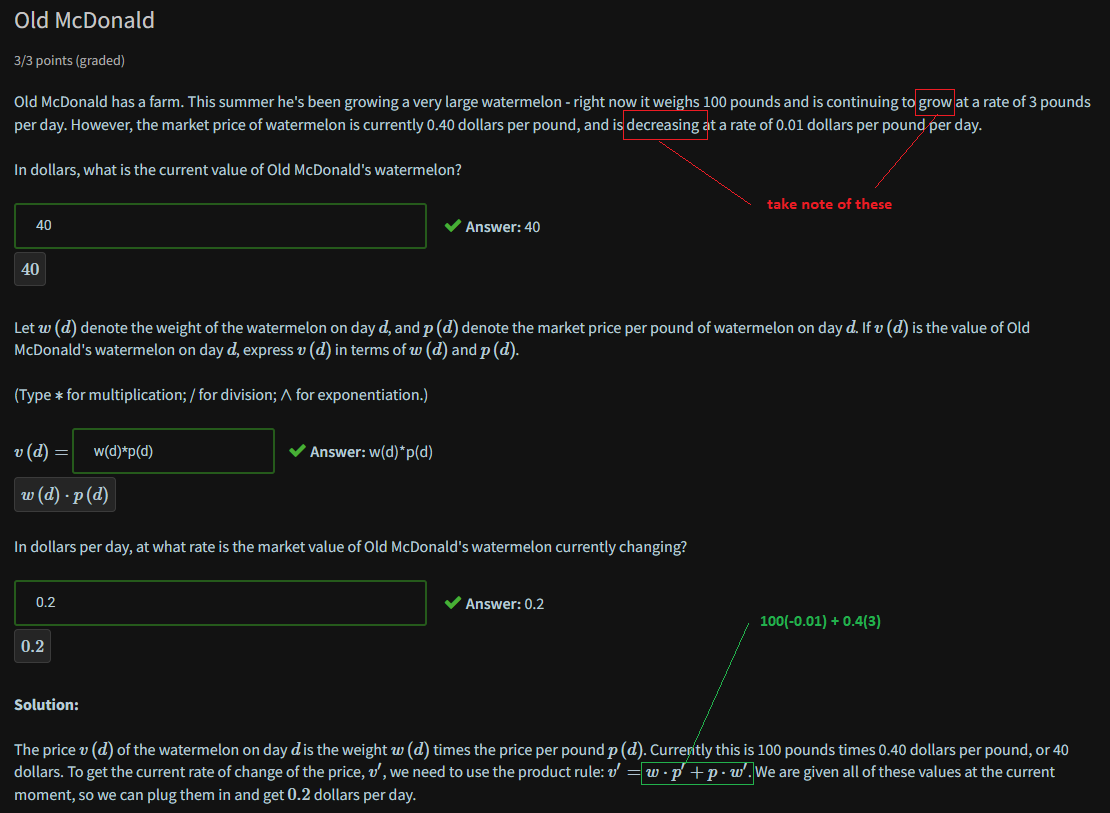 Old McDonald
3/3 points (graded)
Old McDonald has a farm. This summer he's been growing a very large watermelon - right now it weighs 100 pounds and is continuing to grow at a rate of 3 pounds
per day. However, the market price of watermelon is currently 0.40 dollars per pound, and is decreasing at a rate of 0.01 dollars per pound per day.
In dollars, what is the current value of Old McDonald's watermelon?
take note of these
40
Answer: 40
40
Let w (d) denote the weight of the watermelon on day d, and p (d) denote the market price per pound of watermelon on day d. If v (d) is the value of Old
McDonald's watermelon on day d, express v (d) in terms of w (d) and p (d).
(Type * for multiplication; / for division; ^ for exponentiation.)
v (d) = w(d)*p(d)
Answer: w(d)*p(d)
w (d) · p (d)
In dollars per day, at what rate is the market value of Old McDonald's watermelon currently changing?
0.2
Answer: 0.2
100(-0.01) + 0.4(3)
0.2
Solution:
The price v (d) of the watermelon on day d is the weight w (d) times the price per pound p (d). Currently this is 100 pounds times 0.40 dollars per pound, or 40
dollars. To get the current rate of change of the price, v′, we need to use the product rule: v′ = w · p′ + p · w′. We are given all of these values at the current
moment, so we can plug them in and get 0.2 dollars per day.